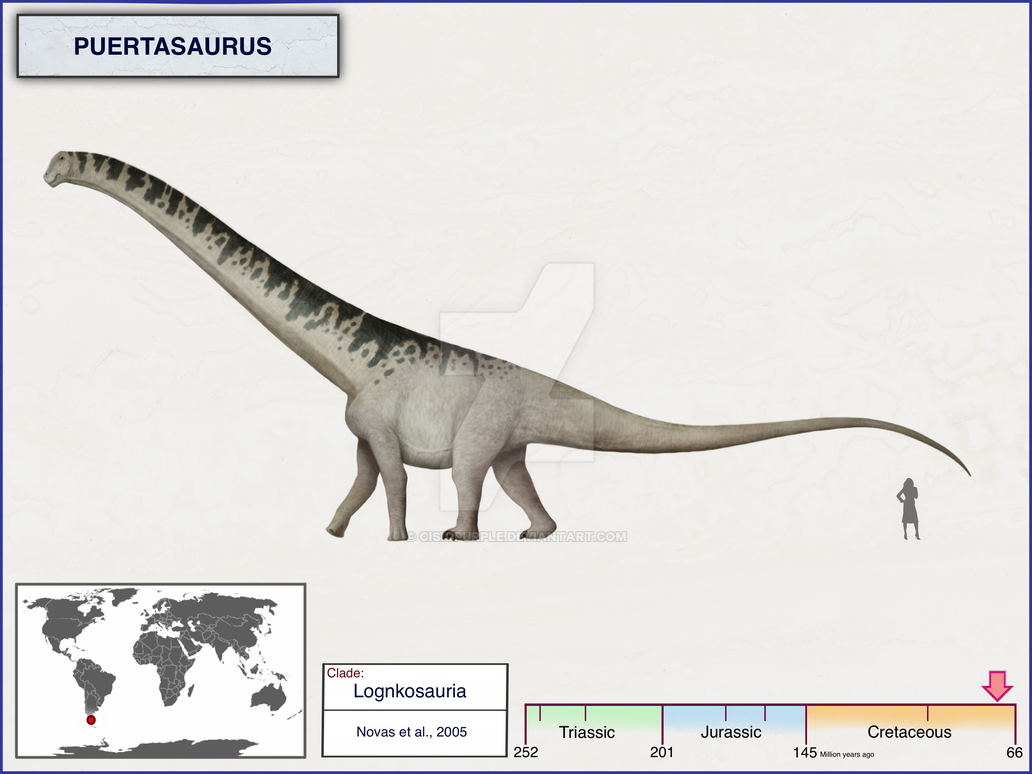 PUERTASAURUS
Clade:
Lognkosauria
Novas et al., 2005
Triassic
Jurassic
Cretaceous
252
201
145 Million years ago
66